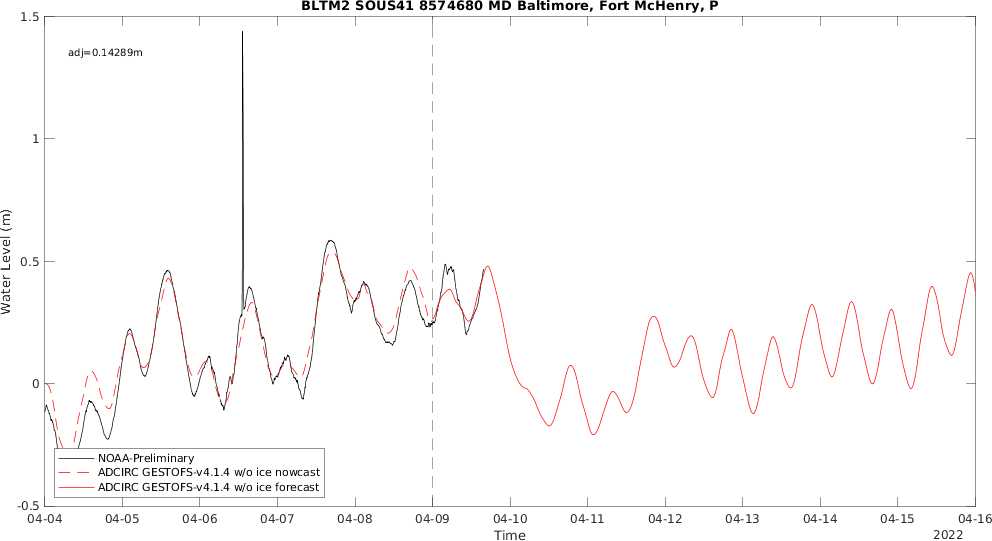 BLTM2 SOUS41 8574680 MD Baltimore, Fort McHenry, P
adj=0.14289m
1.5
1
0.5
0
-0.5
Water Level (m)
NOAA-Preliminary
ADCIRC GESTOFS-v4.1.4 w/o ice nowcast
ADCIRC GESTOFS-v4.1.4 w/o ice forecast
04-04 04-05 04-06 04-07 04-08 04-09 04-10 04-11 04-12 04-13 04-14 04-15 04-16
Time
2022